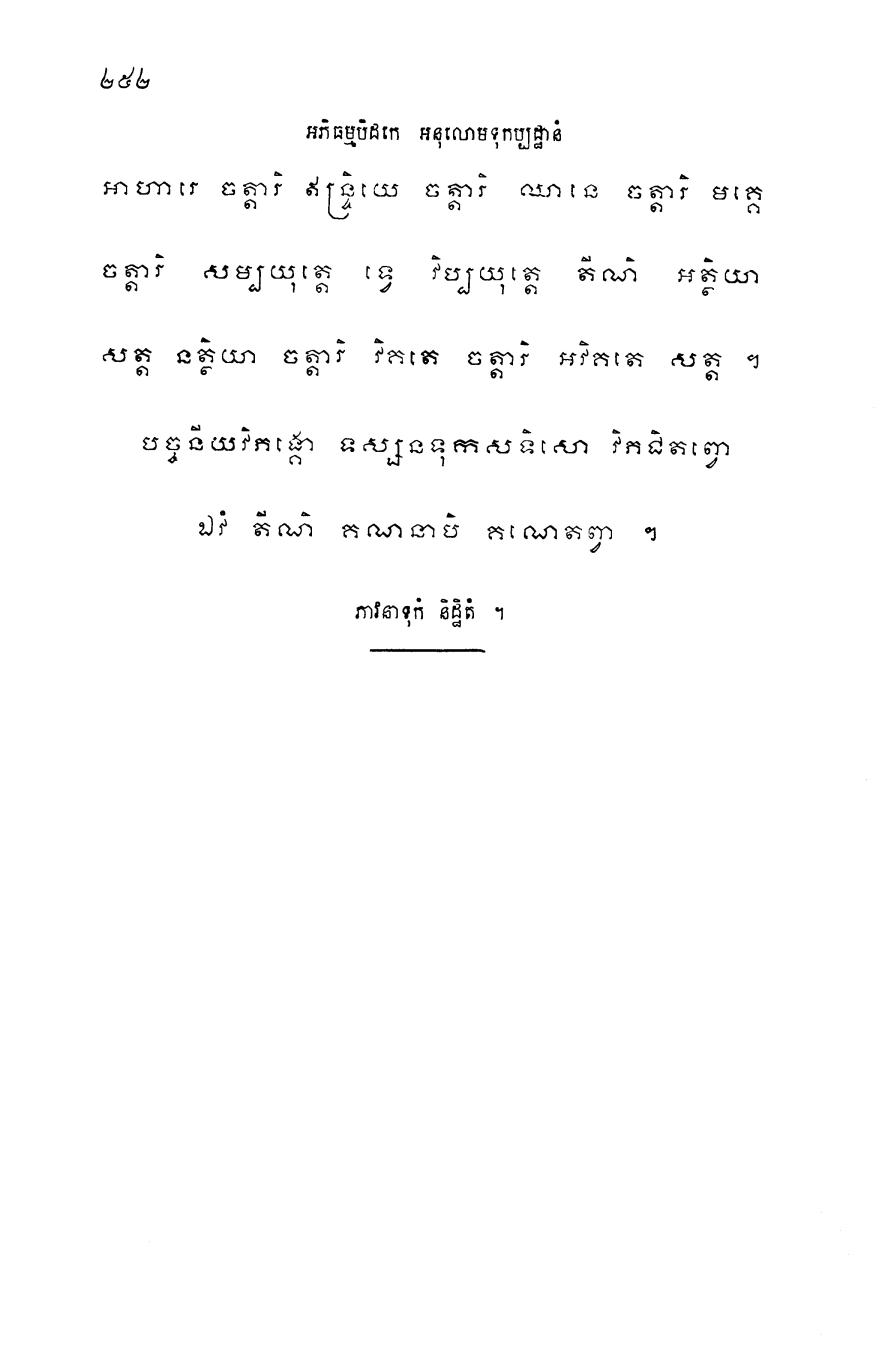 ២៥២
អភិធម្មបិដកេ អនុលោមទុកប្បដ្ឋានំ
អាហារេ ចត្តារិ ឥន្ទ្រិយេ ចត្តារិ ឈានេ ចត្តារិ មគ្គេ
ចត្តារិ សម្បយុត្តេ ទ្វេ វិប្បយុត្តេ តីណិ អត្ថិយា
សត្ត នត្ថិយា ចត្តារិ វិគតេ ចត្តារិ អវិគតេ សត្ត ។
បច្ចនីយវិភង្គោ ទស្សនទុកសទិសោ វិភជិតព្វោ
ឯវំ តីណិ គណនាបិ គណេតព្វា ។
ភាវនាទុកំ និដ្ឋិតំ ។